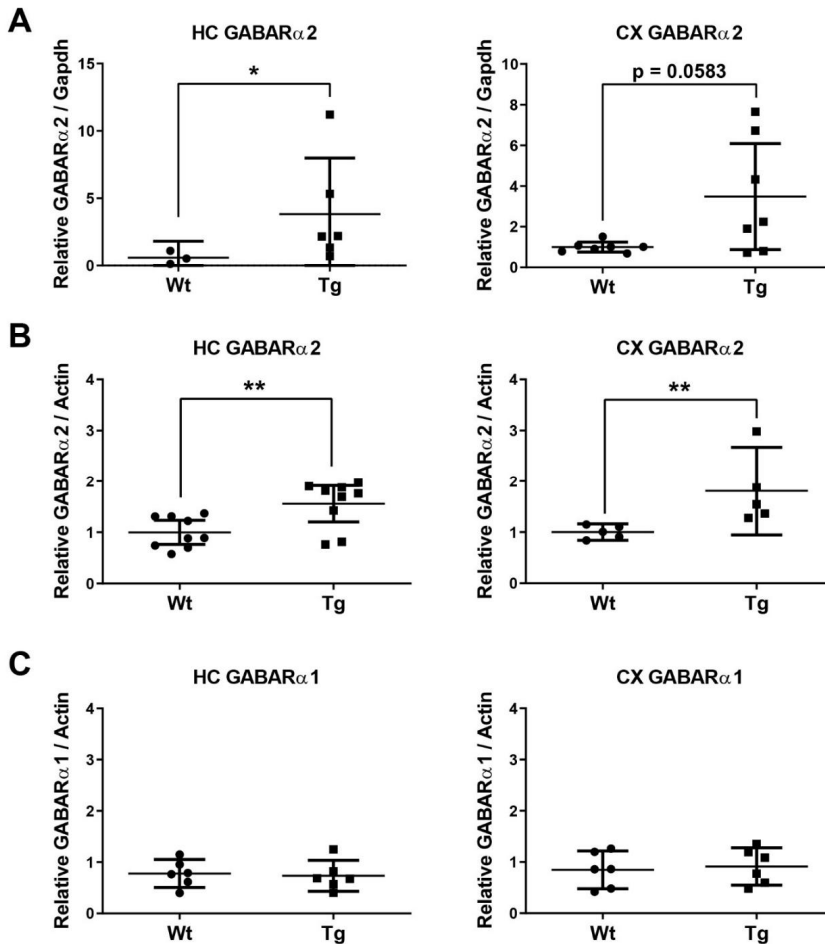 A
HC GABARα2
Relative GABARα2 / Gapdh
15
10
5
0
*
Wt
Tg
CX GABARα2
Relative GABARα2 / Gapdh
10
8
6
4
2
0
p = 0.0583
Wt
Tg
B
HC GABARα2
Relative GABARα2 / Actin
4
3
2
1
0
**
Wt
Tg
CX GABARα2
Relative GABARα2 / Actin
4
3
2
1
0
**
Wt
Tg
C
HC GABARα1
Relative GABARα1 / Actin
4
3
2
1
0
Wt
Tg
CX GABARα1
Relative GABARα1 / Actin
4
3
2
1
0
Wt
Tg